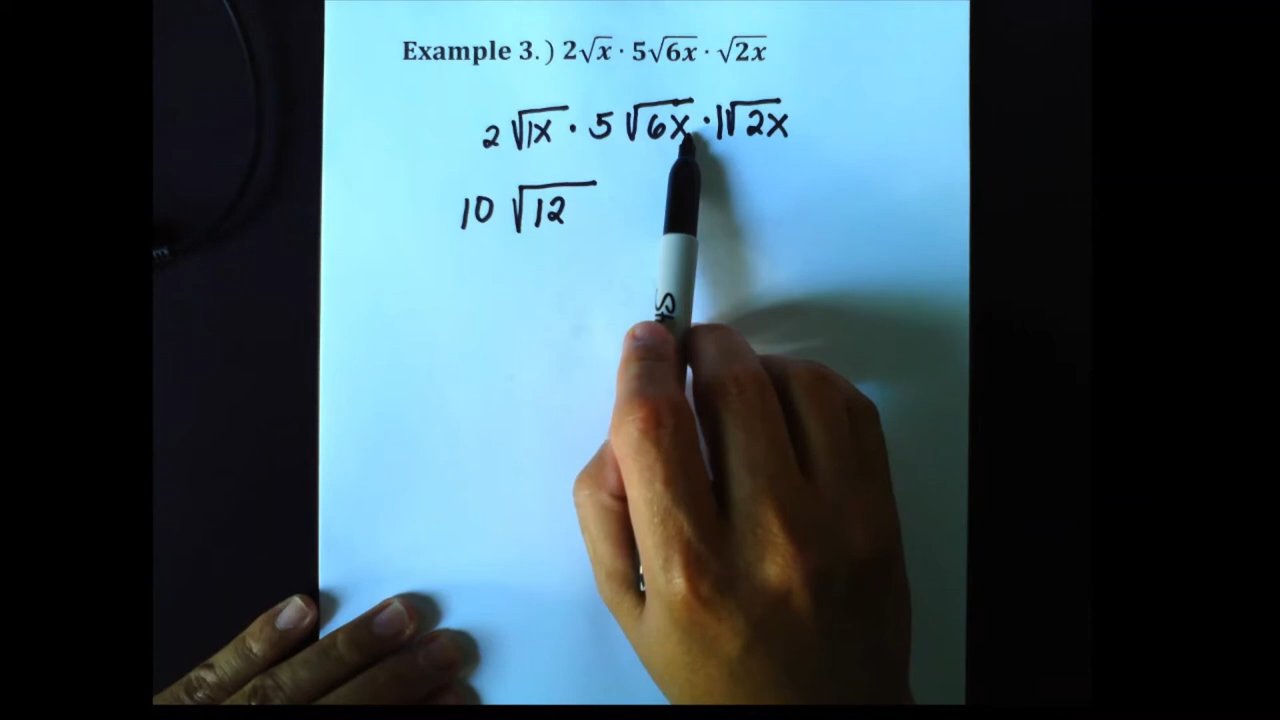 Example 3.) 2√x · 5√6x · √2x
2√1x · 5√6x · 1√2x
10 √12